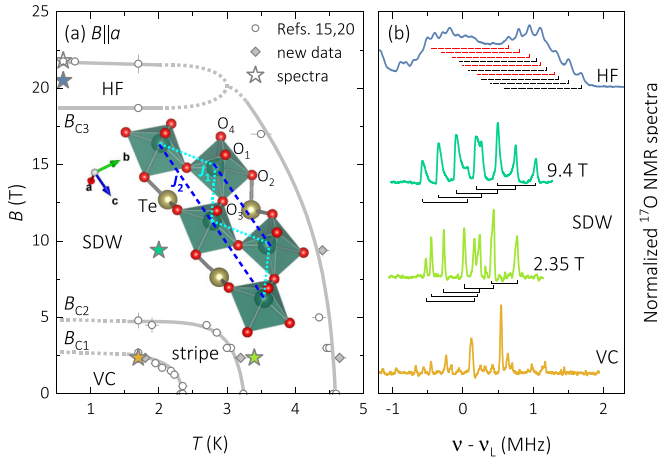 (a) B||a
Refs. 15,20
new data
spectra
HF
B_C3
O_4
O_1
O_2
O_3
J_1
J_2
b
a
c
Te
SDW
B_C2
B_C1
stripe
VC
25
20
15
10
5
0
B (T)
1 2 3 4 5
T (K)
(b)
HF
9.4 T
SDW
2.35 T
VC
-1 0 1 2
ν - ν_L (MHz)
Normalized ¹⁷O NMR spectra